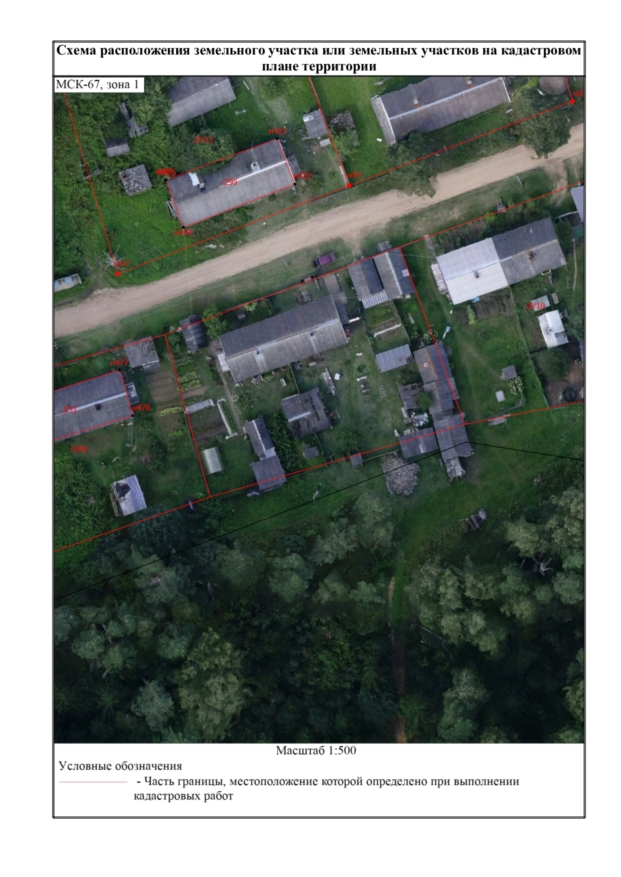 Схема расположения земельного участка или земельных участков на кадастровом
плане территории
МСК-67, зона 1
Масштаб 1:500
Условные обозначения
- Часть границы, местоположение которой определено при выполнении
кадастровых работ